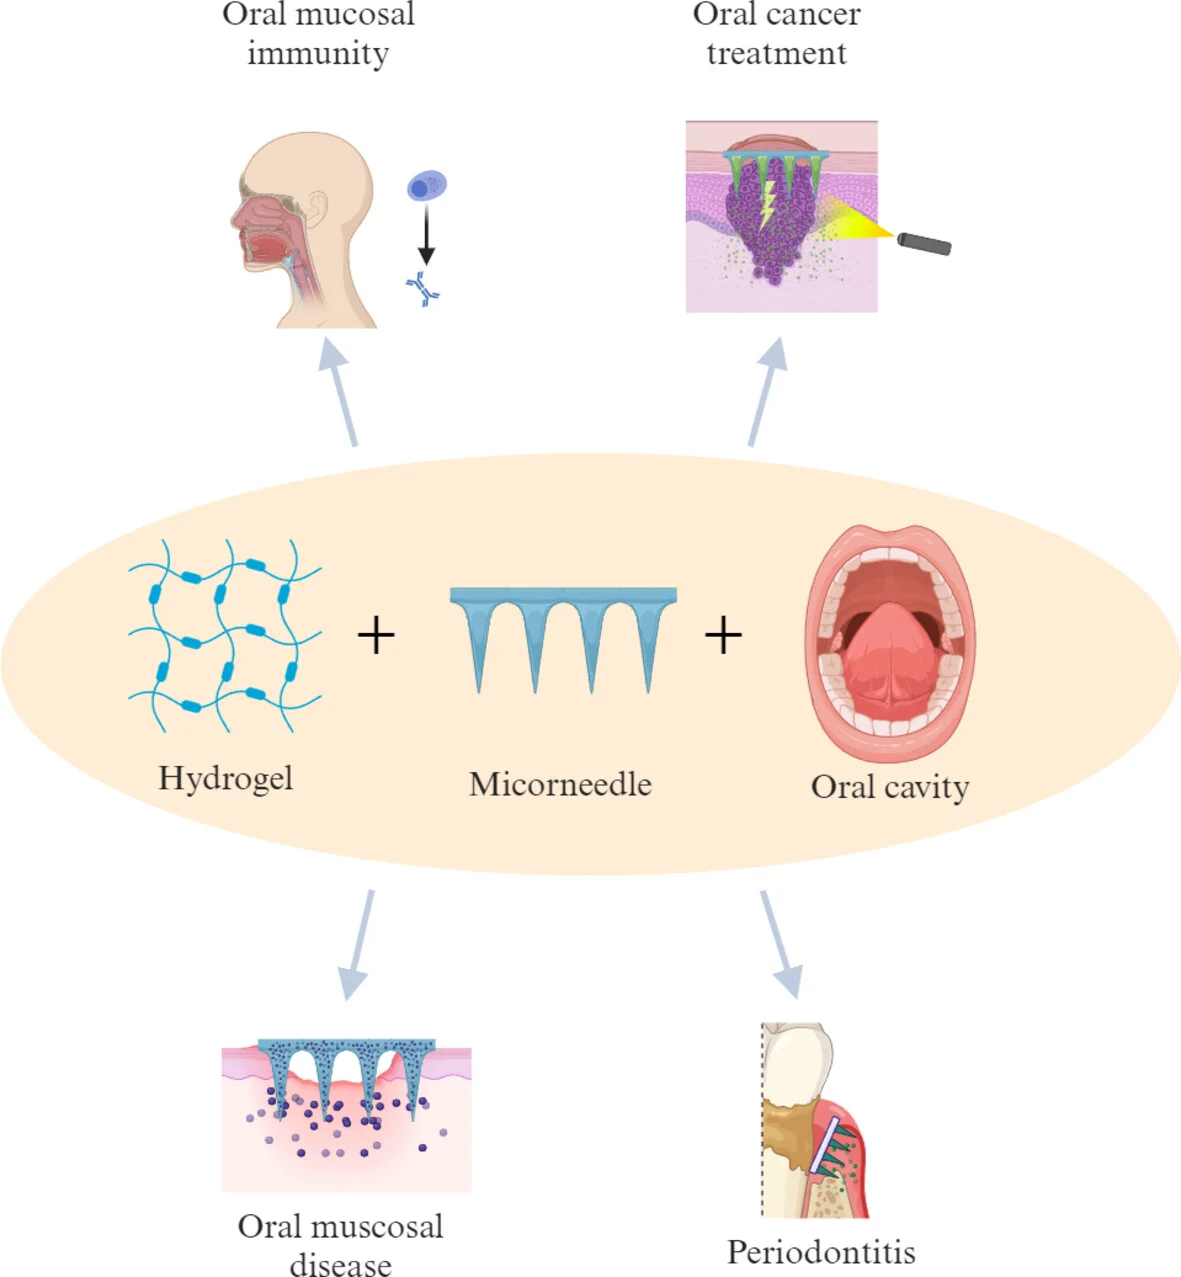 Oral mucosal
immunity
Oral cancer
treatment
+
+
Hydrogel
Micorneedle
Oral cavity
Oral muscosal
disease
Periodontitis